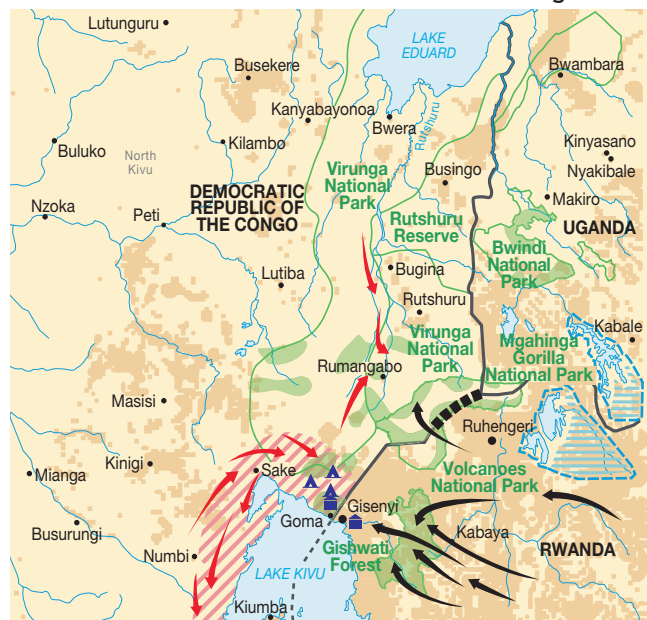 Lutunguru
LAKE
EDUARD
Busekere
Bwambara
Kanyabayonoa
Bwera
Rutshuru
Buluko
North
Kivu
Kilambo
Kinyasano
Nyakibale
Virunga
National
Park
Busingo
DEMOCRATIC
REPUBLIC OF
THE CONGO
Makiro
Nzoka
Peti
Rutshuru
Reserve
UGANDA
Bwindi
National
Park
Lutiba
Bugina
Rutshuru
Kabale
Virunga
National
Park
Mgahinga
Gorilla
National Park
Rumangabo
Masisi
Ruhengeri
Kinigi
Mianga
Sake
Volcanoes
National Park
Goma
Gisenyi
Busurungi
Kabaya
Numbi
Gishwati
Forest
RWANDA
LAKE KIVU
Kiumba